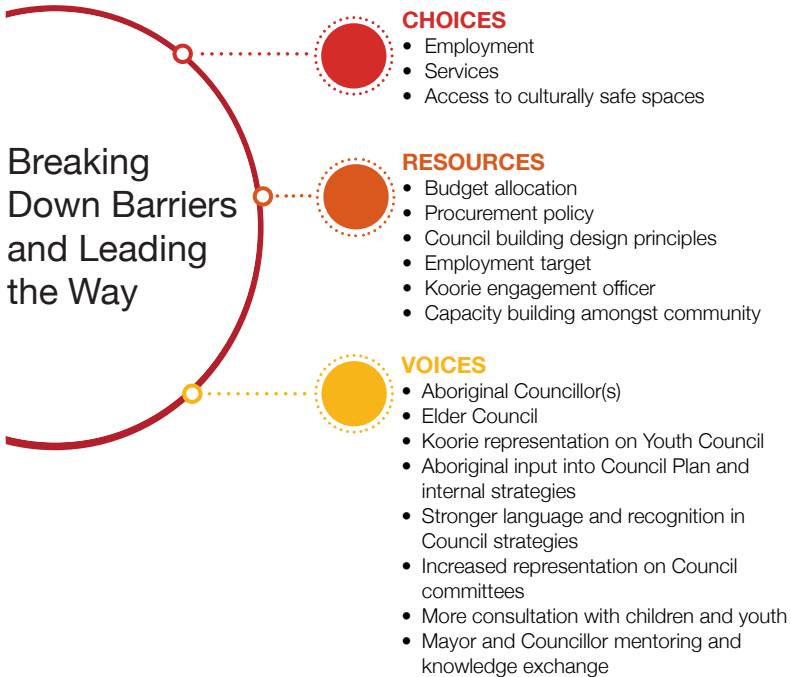 Breaking
Down Barriers
and Leading
the Way
CHOICES
• Employment
• Services
• Access to culturally safe spaces
RESOURCES
• Budget allocation
• Procurement policy
• Council building design principles
• Employment target
• Koorie engagement officer
• Capacity building amongst community
VOICES
• Aboriginal Councillor(s)
• Elder Council
• Koorie representation on Youth Council
• Aboriginal input into Council Plan and
internal strategies
• Stronger language and recognition in
Council strategies
• Increased representation on Council
committees
• More consultation with children and youth
• Mayor and Councillor mentoring and
knowledge exchange